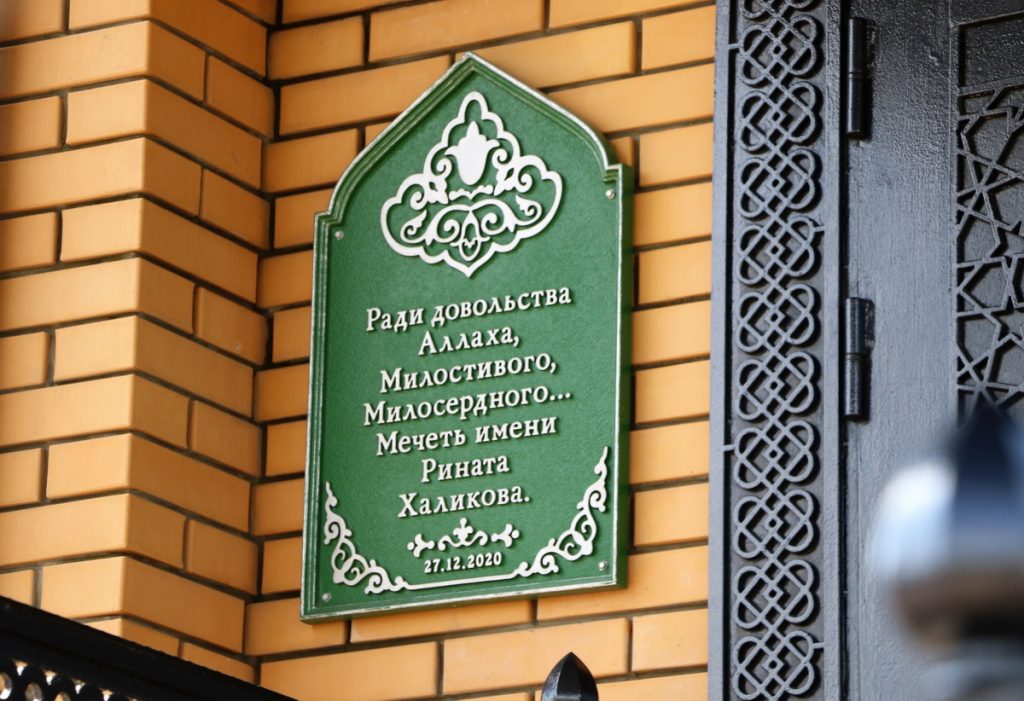 Ради довольства
Аллаха,
Милостивого,
Милосердного...
Мечеть имени
Рината
Халикова.
27.12.2020